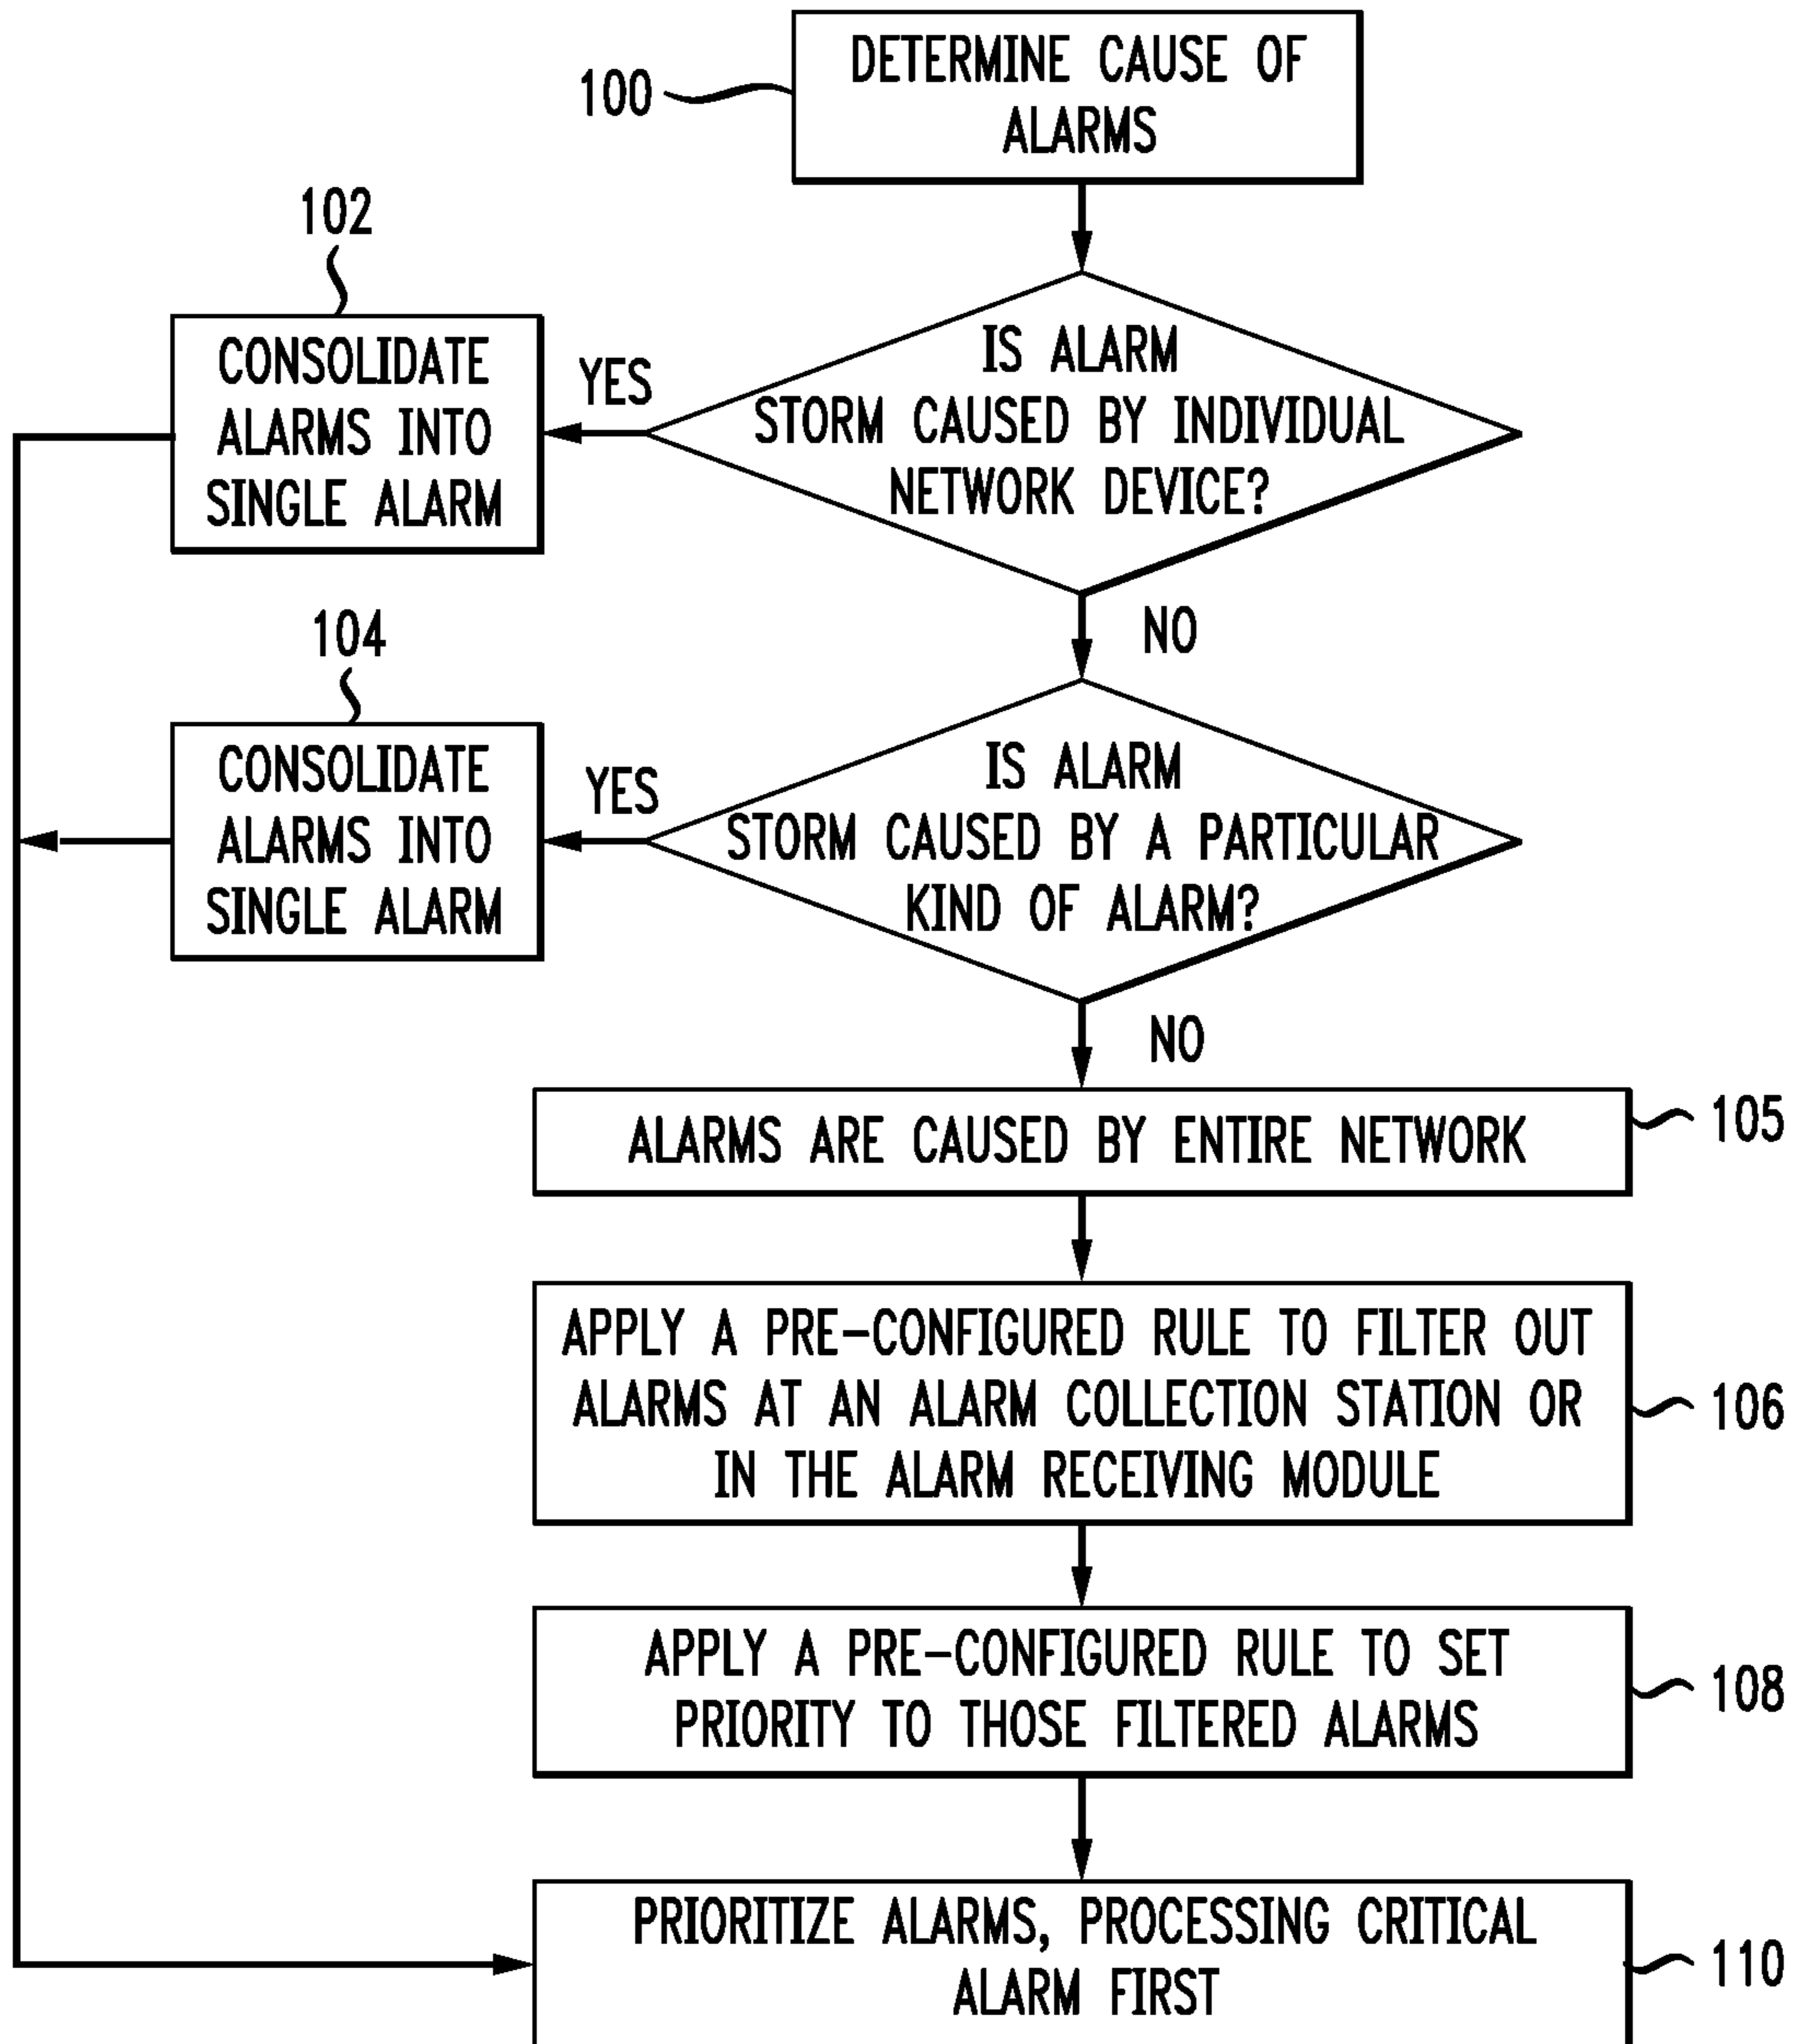 DETERMINE CAUSE OF
ALARMS
100
102
CONSOLIDATE
ALARMS INTO
SINGLE ALARM
YES
IS ALARM
STORM CAUSED BY INDIVIDUAL
NETWORK DEVICE?
NO
104
CONSOLIDATE
ALARMS INTO
SINGLE ALARM
YES
IS ALARM
STORM CAUSED BY A PARTICULAR
KIND OF ALARM?
NO
ALARMS ARE CAUSED BY ENTIRE NETWORK
105
APPLY A PRE-CONFIGURED RULE TO FILTER OUT
ALARMS AT AN ALARM COLLECTION STATION OR
IN THE ALARM RECEIVING MODULE
106
APPLY A PRE-CONFIGURED RULE TO SET
PRIORITY TO THOSE FILTERED ALARMS
108
PRIORITIZE ALARMS, PROCESSING CRITICAL
ALARM FIRST
110